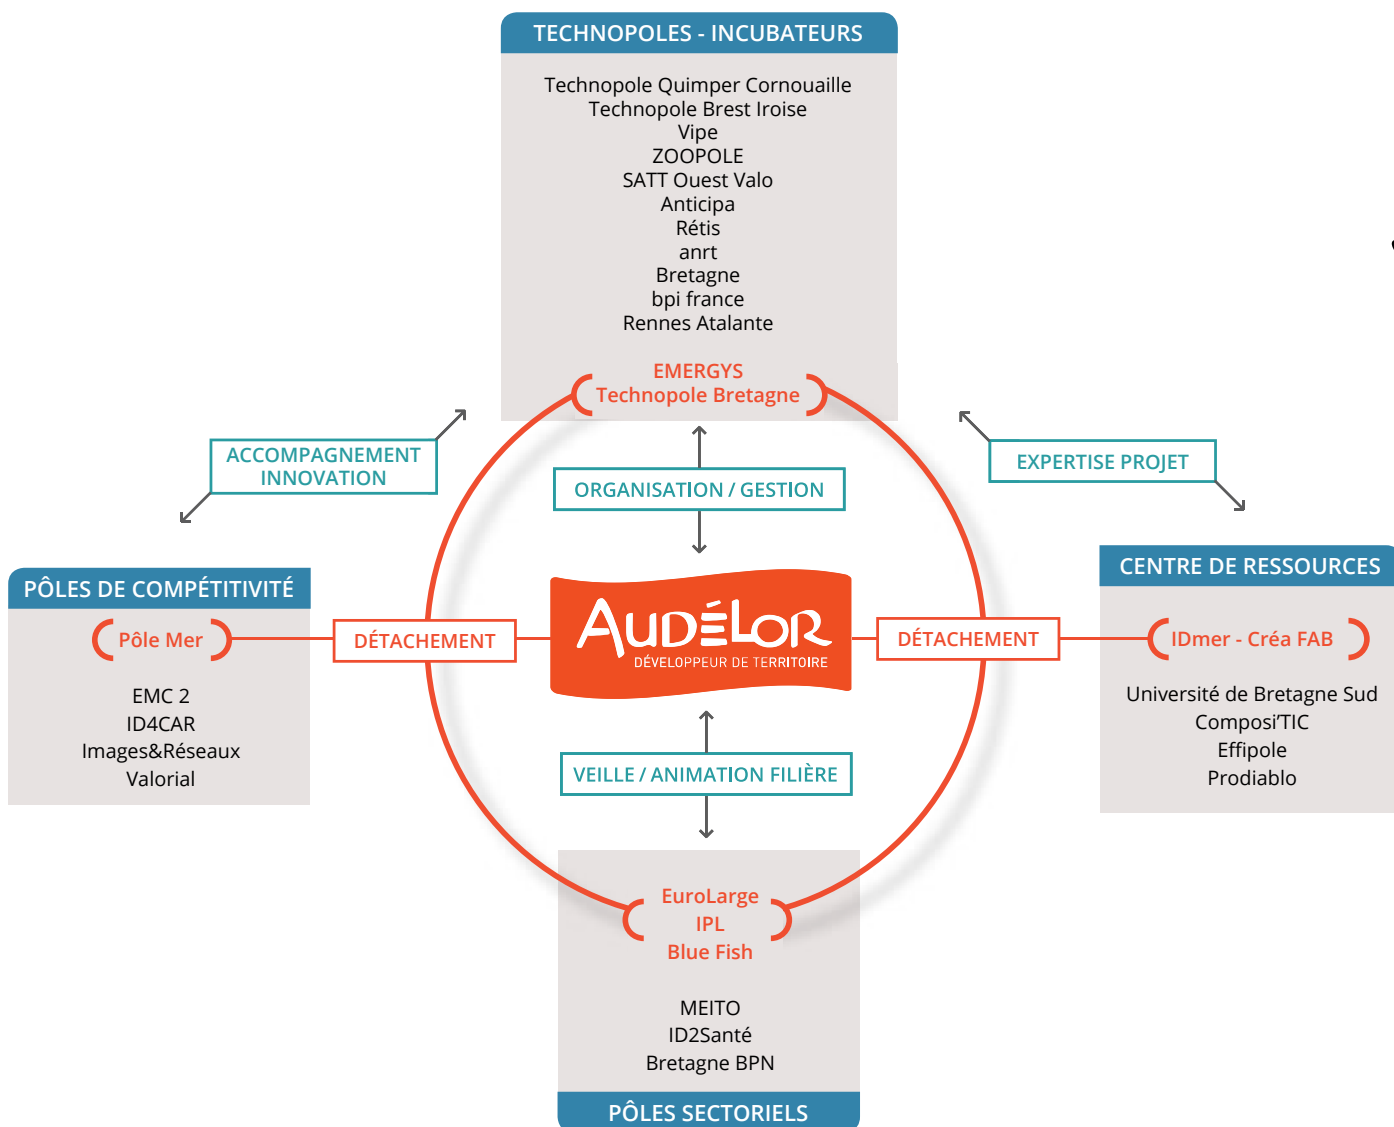 TECHNOPOLES - INCUBATEURS
Technopole Quimper Cornouaille
Technopole Brest Iroise
Vipe
ZOOPOLE
SATT Ouest Valo
Anticipa
Rétis
anrt
Bretagne
bpi france
Rennes Atalante
EMERGYS
Technopole Bretagne
ACCOMPAGNEMENT
INNOVATION
ORGANISATION / GESTION
EXPERTISE PROJET
PÔLES DE COMPÉTITIVITÉ
Pôle Mer
EMC 2
ID4CAR
Images&Réseaux
Valorial
DÉTACHEMENT
AUDÉLOR
DÉVELOPPEUR DE TERRITOIRE
DÉTACHEMENT
CENTRE DE RESSOURCES
IDmer - Créa FAB
Université de Bretagne Sud
Composi'TIC
Effipole
Prodiablo
VEILLE / ANIMATION FILIÈRE
EuroLarge
IPL
Blue Fish
MEITO
ID2Santé
Bretagne BPN
PÔLES SECTORIELS